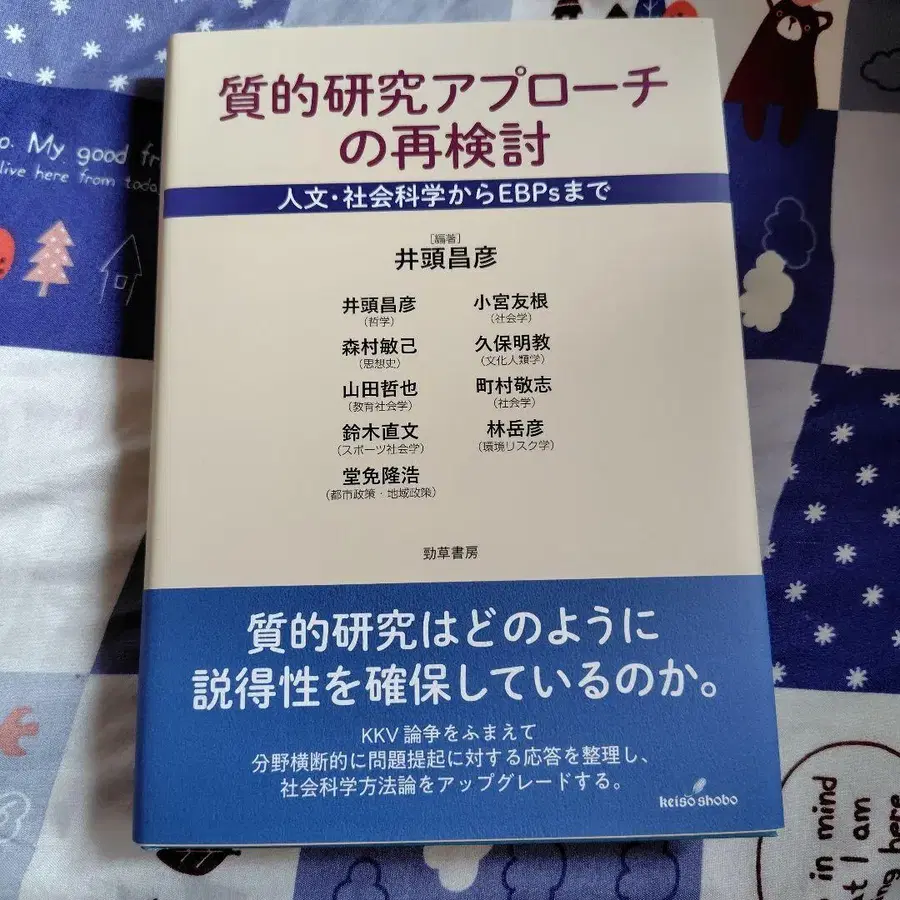 質的研究アプローチ
の再検討
人文・社会科学からEBPsまで
[編著]
井頭昌彦
井頭昌彦
(哲学)
小宮友根
(社会学)
森村敏己
(思想史)
久保明教
(文化人類学)
山田哲也
(教育社会学)
町村敬志
(社会学)
鈴木直文
(スポーツ社会学)
林岳彦
(環境リスク学)
堂免隆浩
(都市政策・地域政策)
勁草書房
質的研究はどのように
説得性を確保しているのか。
KKV論争をふまえて
分野横断的に問題提起に対する応答を整理し、
社会科学方法論をアップグレードする。
keiso shobo
o. My good fr
live here from toda
in mind
t I am
ng here